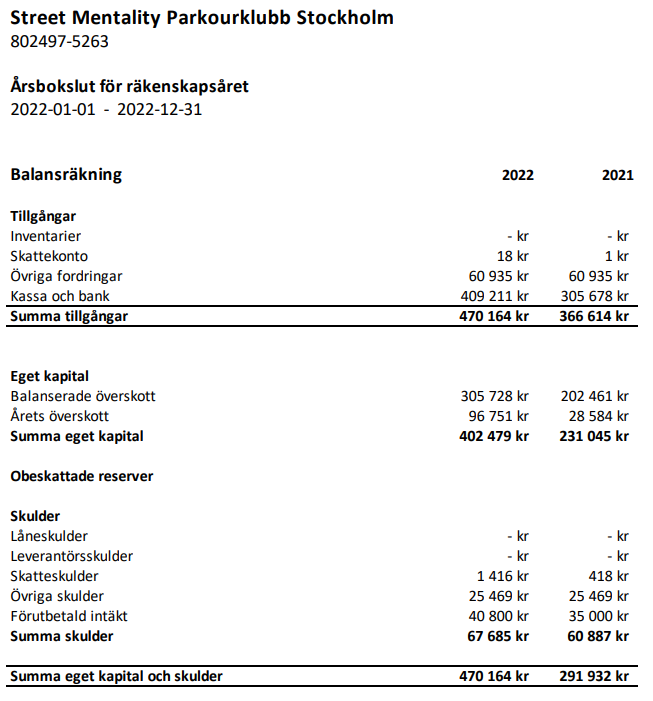 Street Mentality Parkourklubb Stockholm
802497-5263
Årsbokslut för räkenskapsåret
2022-01-01 - 2022-12-31
Balansräkning 2022 2021
Tillgångar
Inventarier - kr - kr
Skattekonto 18 kr 1 kr
Övriga fordringar 60 935 kr 60 935 kr
Kassa och bank 409 211 kr 305 678 kr
Summa tillgångar 470 164 kr 366 614 kr
Eget kapital
Balanserade överskott 305 728 kr 202 461 kr
Årets överskott 96 751 kr 28 584 kr
Summa eget kapital 402 479 kr 231 045 kr
Obeskattade reserver
Skulder
Låneskulder - kr - kr
Leverantörsskulder - kr - kr
Skatteskulder 1 416 kr 418 kr
Övriga skulder 25 469 kr 25 469 kr
Förutbetald intäkt 40 800 kr 35 000 kr
Summa skulder 67 685 kr 60 887 kr
Summa eget kapital och skulder 470 164 kr 291 932 kr